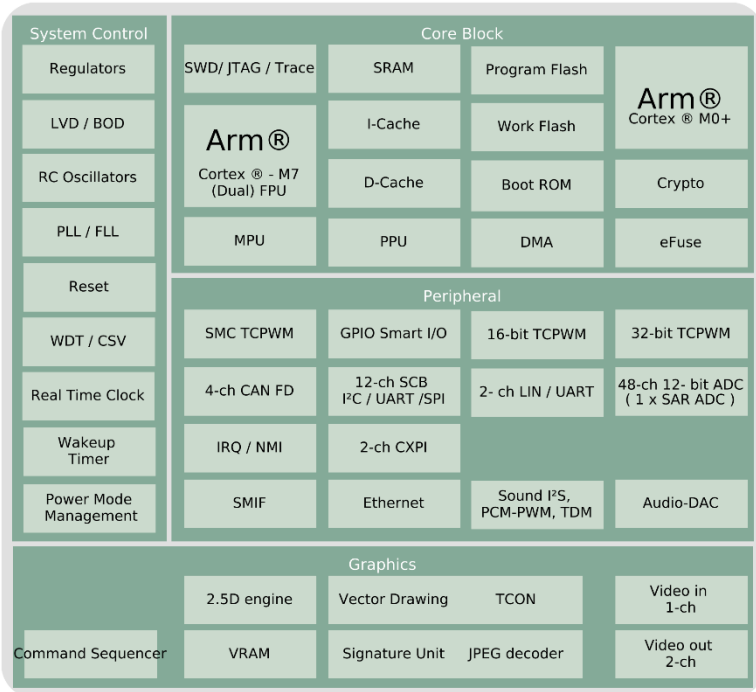 System Control
Regulators
LVD / BOD
RC Oscillators
PLL / FLL
Reset
WDT / CSV
Real Time Clock
Wakeup
Timer
Power Mode
Management
Core Block
SWD/ JTAG / Trace
SRAM
Program Flash
Arm®
Cortex ® M0+
Arm®
Cortex ® - M7
(Dual) FPU
I-Cache
Work Flash
D-Cache
Boot ROM
Crypto
MPU
PPU
DMA
eFuse
Peripheral
SMC TCPWM
GPIO Smart I/O
16-bit TCPWM
32-bit TCPWM
4-ch CAN FD
12-ch SCB
I²C / UART /SPI
2- ch LIN / UART
48-ch 12- bit ADC
( 1 x SAR ADC )
IRQ / NMI
2-ch CXPI
SMIF
Ethernet
Sound I²S,
PCM-PWM, TDM
Audio-DAC
Graphics
2.5D engine
Vector Drawing
TCON
Video in
1-ch
Command Sequencer
VRAM
Signature Unit
JPEG decoder
Video out
2-ch